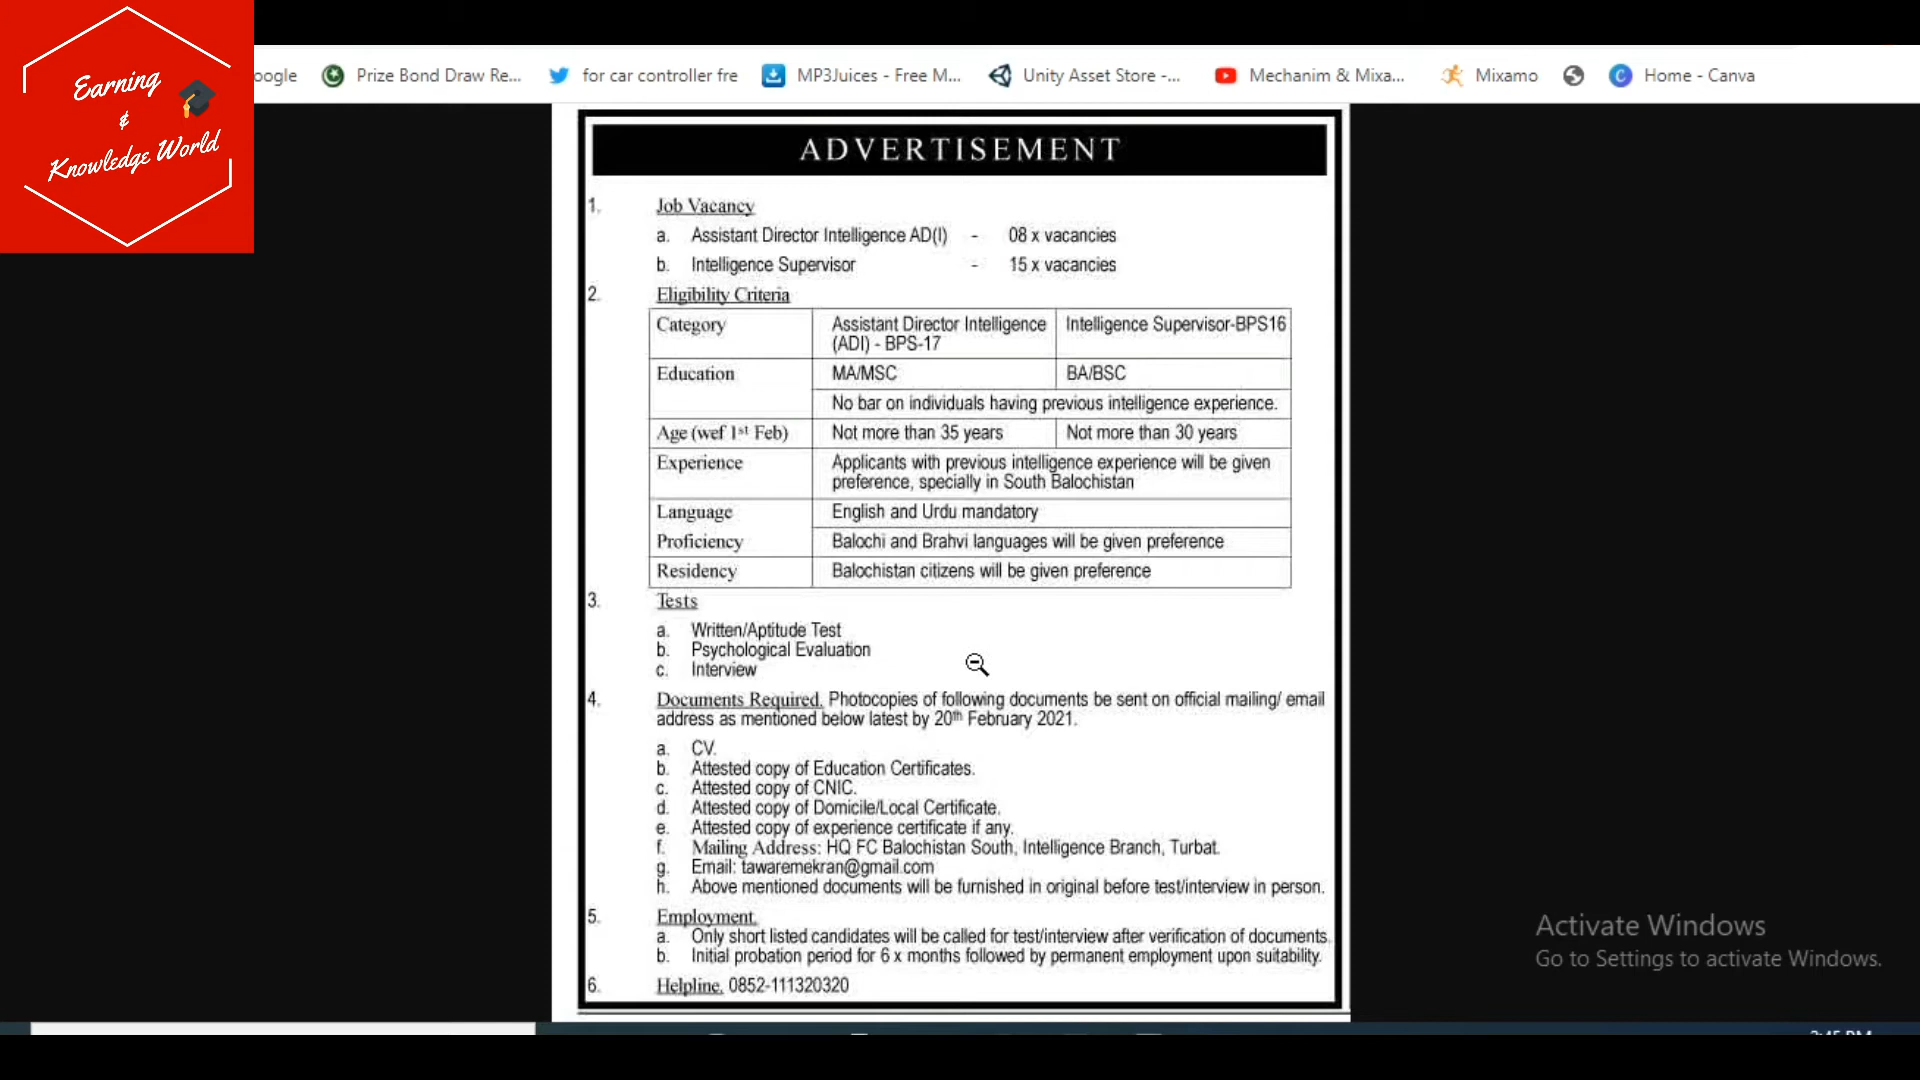 Earning
&
Knowledge World
oogle Prize Bond Draw Re... for car controller fre MP3Juices - Free M... Unity Asset Store -... Mechanim & Mixa... Mixamo Home - Canva
ADVERTISEMENT
1. Job Vacancy
a. Assistant Director Intelligence AD(I) - 08 x vacancies
b. Intelligence Supervisor - 15 x vacancies
2. Eligibility Criteria
Category Assistant Director Intelligence (ADI) - BPS-17 Intelligence Supervisor-BPS16
Education MA/MSC BA/BSC
No bar on individuals having previous intelligence experience.
Age (wef 1st Feb) Not more than 35 years Not more than 30 years
Experience Applicants with previous intelligence experience will be given
preference, specially in South Balochistan
Language English and Urdu mandatory
Proficiency Balochi and Brahvi languages will be given preference
Residency Balochistan citizens will be given preference
3. Tests
a. Written/Aptitude Test
b. Psychological Evaluation
c. Interview
4. Documents Required. Photocopies of following documents be sent on official mailing/ email
address as mentioned below latest by 20th February 2021.
a. CV.
b. Attested copy of Education Certificates.
c. Attested copy of CNIC.
d. Attested copy of Domicile/Local Certificate.
e. Attested copy of experience certificate if any.
f. Mailing Address: HQ FC Balochistan South, Intelligence Branch, Turbat.
g. Email: tawaremekran@gmail.com
h. Above mentioned documents will be furnished in original before test/interview in person.
5. Employment.
a. Only short listed candidates will be called for test/interview after verification of documents.
b. Initial probation period for 6 x months followed by permanent employment upon suitability.
6. Helpline. 0852-111320320
Activate Windows
Go to Settings to activate Windows.